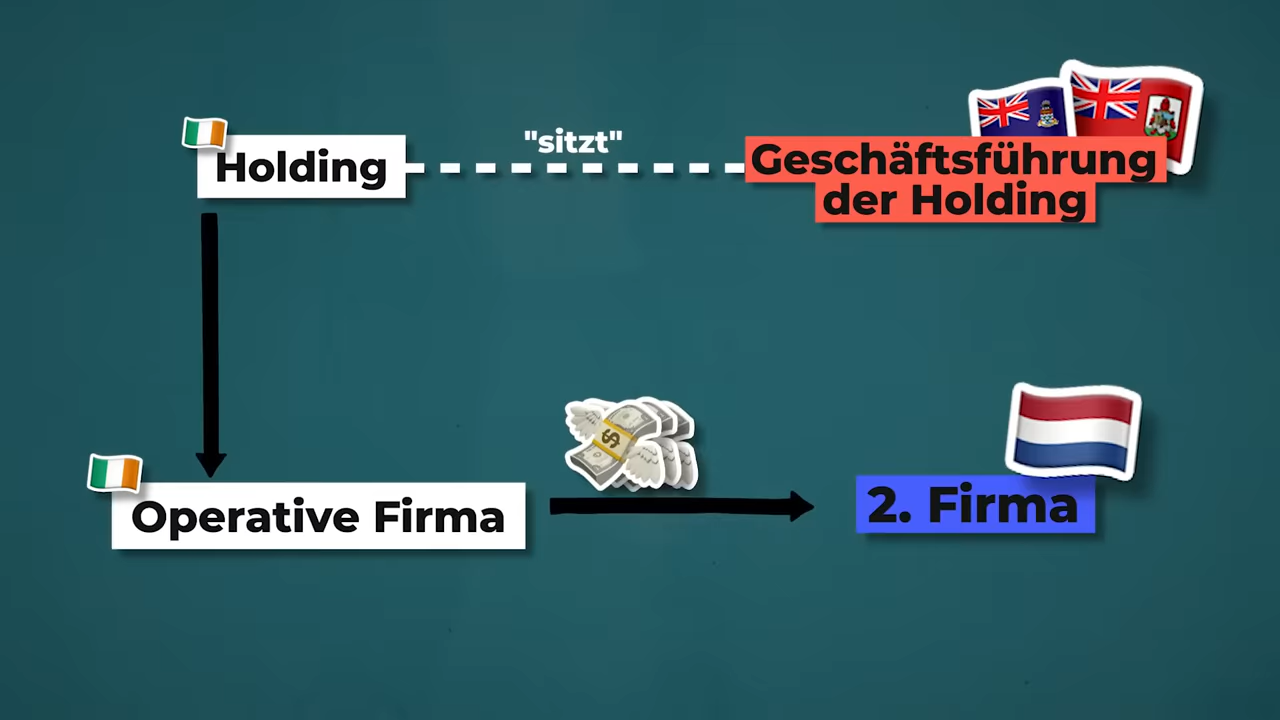 "sitzt"
Holding
Geschäftsführung
der Holding
Operative Firma
2. Firma